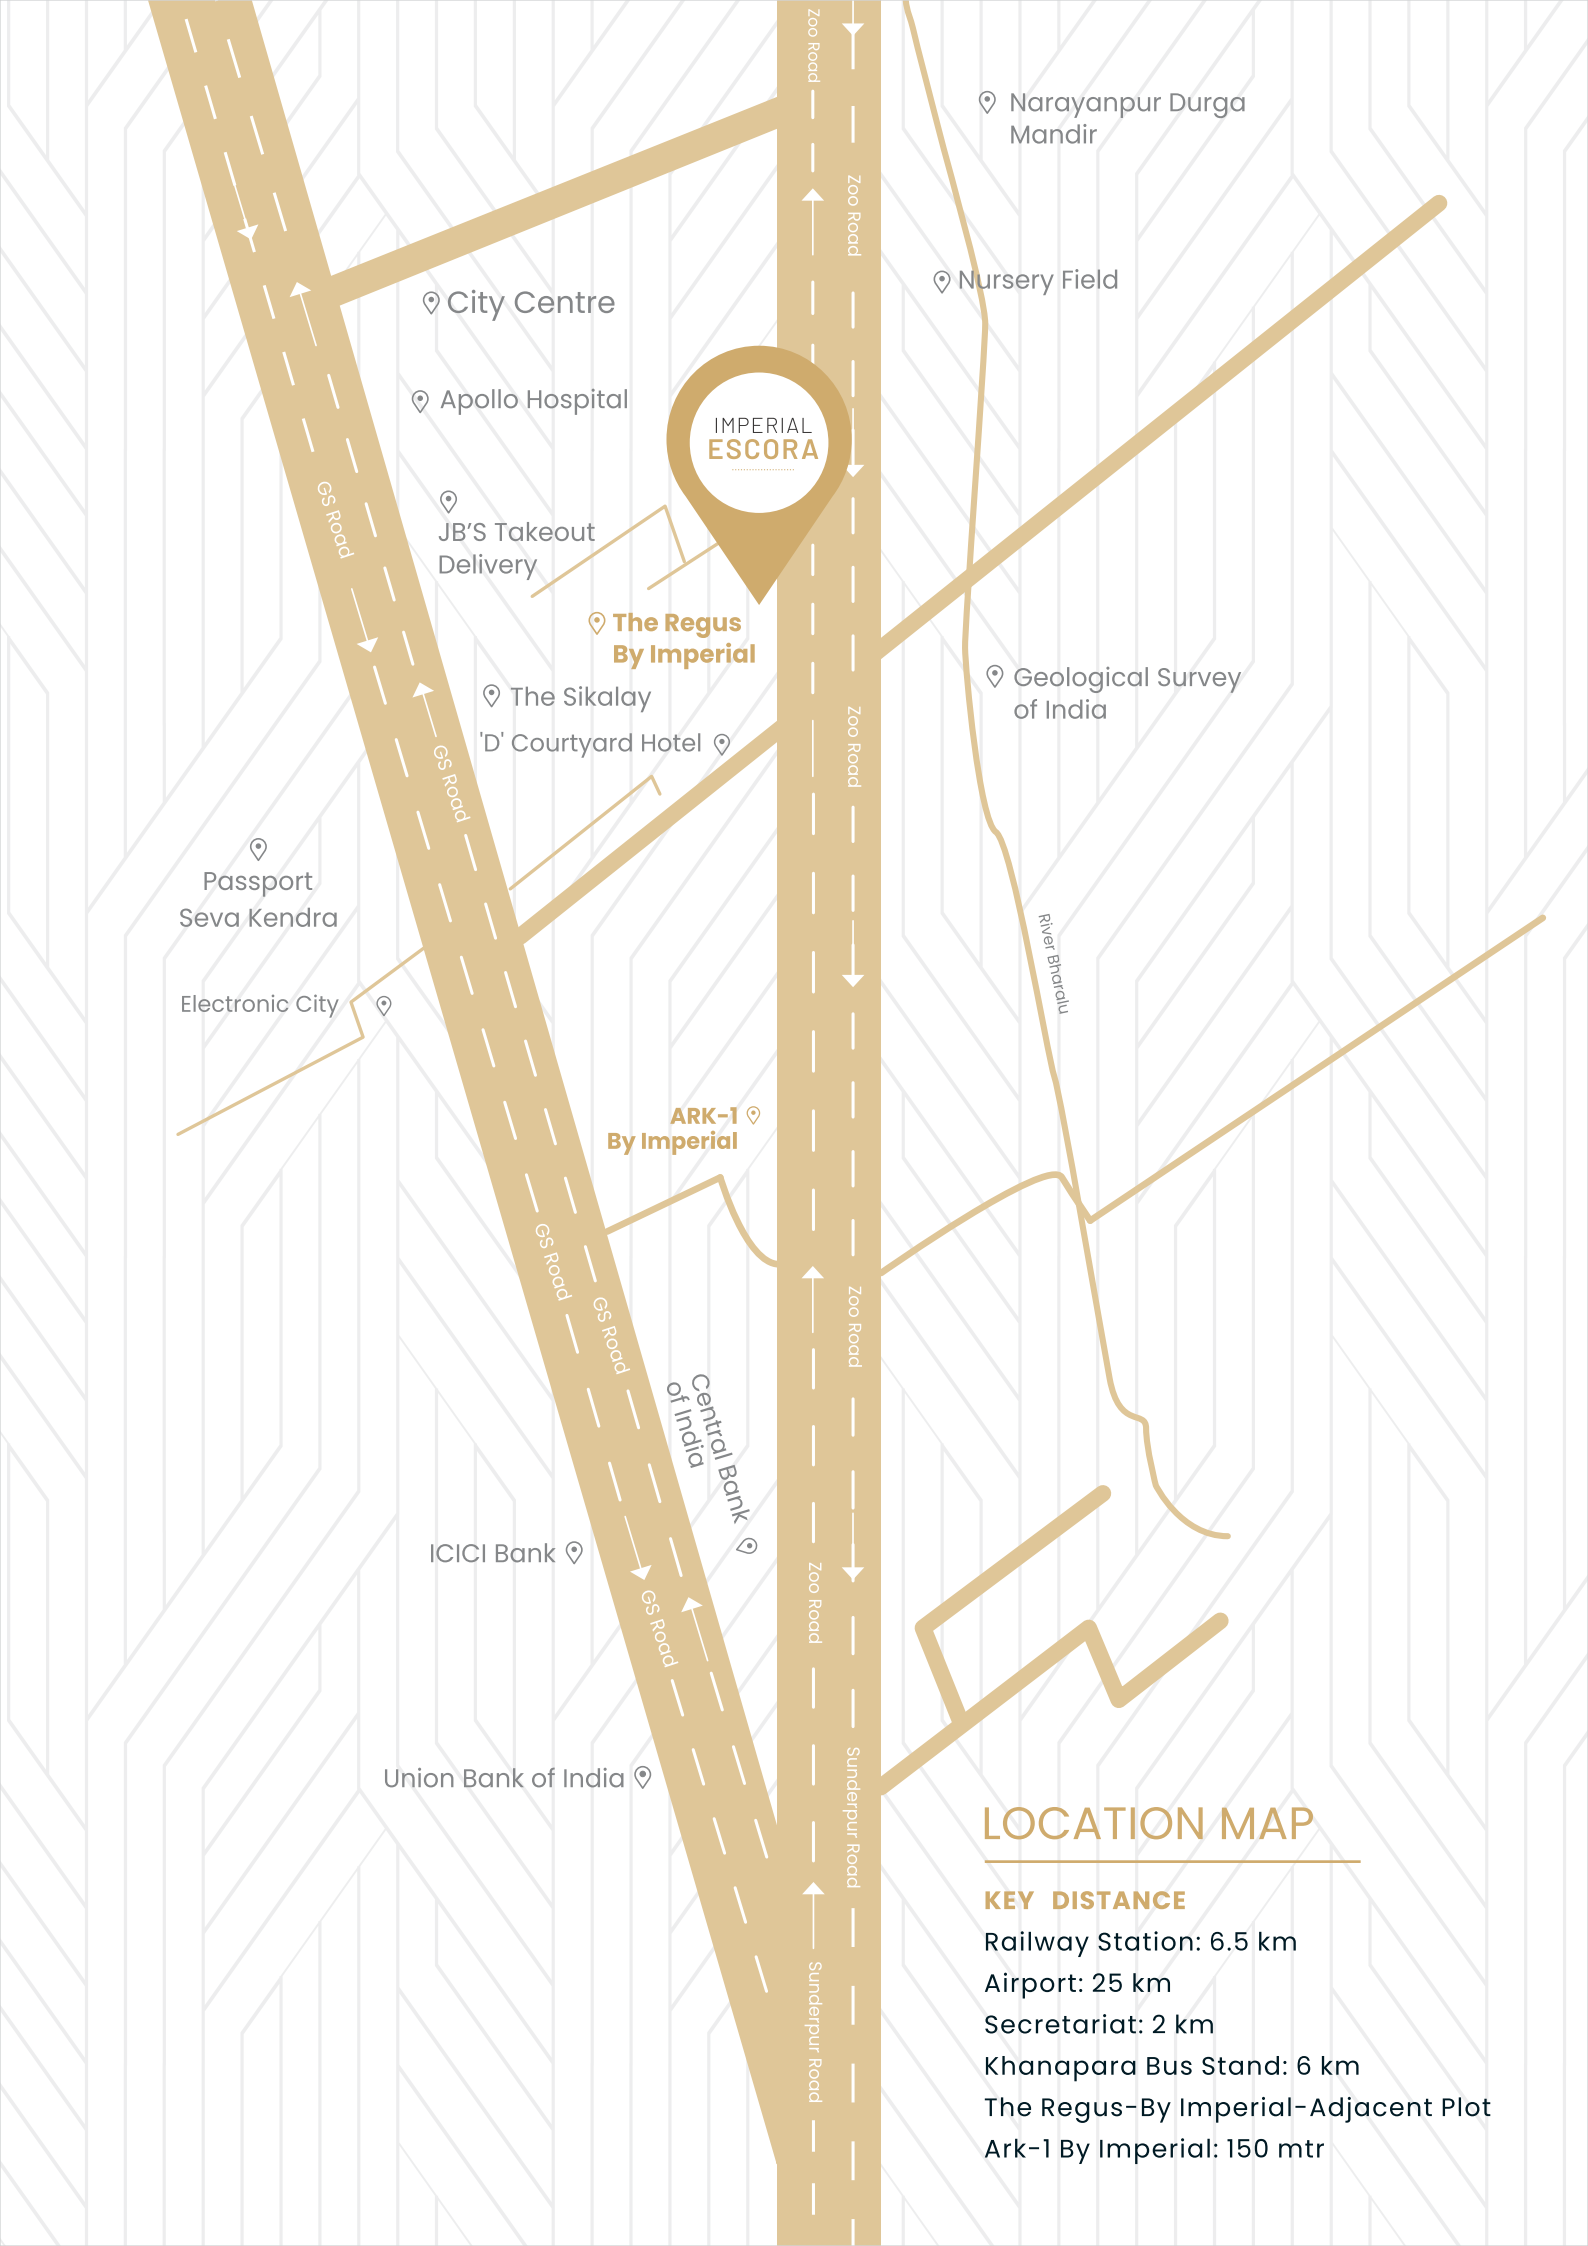 Zoo Road
Narayanpur Durga
Mandir
Zoo Road
Nursery Field
City Centre
Apollo Hospital
IMPERIAL
ESCORA
GS Road
JB'S Takeout
Delivery
The Regus
By Imperial
The Sikalay
Geological Survey
of India
'D' Courtyard Hotel
Zoo Road
GS Road
Passport
Seva Kendra
River Bharalu
Electronic City
ARK-1
By Imperial
GS Road
GS Road
Zoo Road
Central Bank
of India
ICICI Bank
GS Road
Zoo Road
Union Bank of India
Sunderpur Road
Sunderpur Road
LOCATION MAP
KEY DISTANCE
Railway Station: 6.5 km
Airport: 25 km
Secretariat: 2 km
Khanapara Bus Stand: 6 km
The Regus-By Imperial-Adjacent Plot
Ark-1 By Imperial: 150 mtr